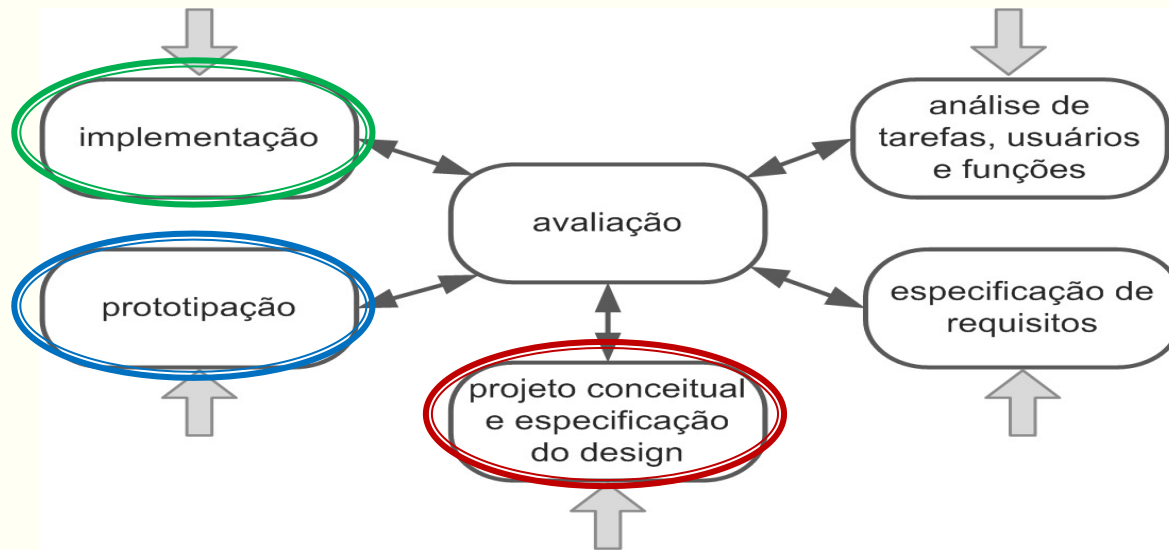 implementação
análise de
tarefas, usuários
e funções
avaliação
prototipação
especificação de
requisitos
projeto conceitual
e especificação
do design